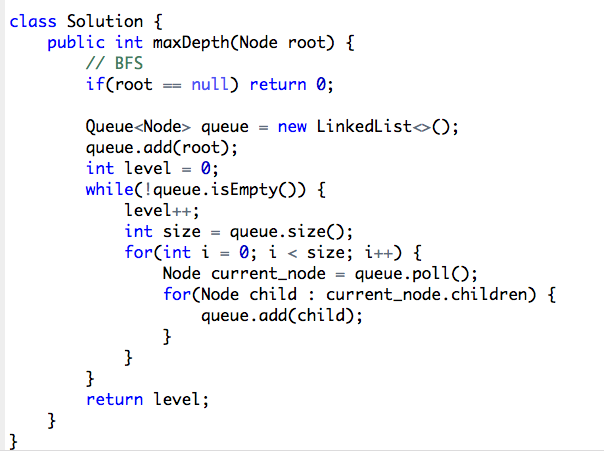 class Solution {
    public int maxDepth(Node root) {
        // BFS
        if(root == null) return 0;
        Queue<Node> queue = new LinkedList<>();
        queue.add(root);
        int level = 0;
        while(!queue.isEmpty()) {
            level++;
            int size = queue.size();
            for(int i = 0; i < size; i++) {
                Node current_node = queue.poll();
                for(Node child : current_node.children) {
                    queue.add(child);
                }
            }
        }
        return level;
    }
}